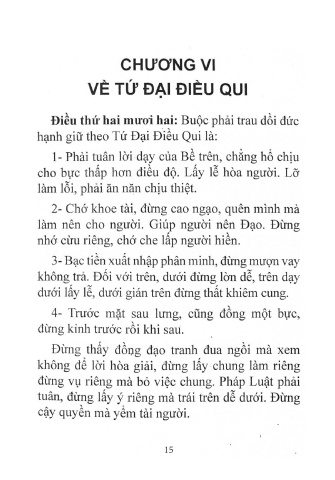 CHƯƠNG VI
VỀ TỨ ĐẠI ĐIỀU QUI
Điều thứ hai mươi hai: Buộc phải trau dồi đức
hạnh giữ theo Tứ Đại Điều Qui là:
1- Phải tuân lời dạy của Bề trên, chẳng hổ chịu
cho bực thấp hơn điều độ. Lấy lễ hòa người. Lỡ
làm lỗi, phải ăn năn chịu thiệt.
2- Chớ khoe tài, đừng cao ngạo, quên mình mà
làm nên cho người. Giúp người nên Đạo. Đừng
nhớ cừu riêng, chớ che lấp người hiền.
3- Bạc tiền xuất nhập phân minh, đừng mượn vay
không trả. Đối với trên, dưới đừng lờn dễ, trên dạy
dưới lấy lễ, dưới gián trên đừng thất khiêm cung.
4- Trước mặt sau lưng, cũng đồng một bực,
đừng kỉnh trước rồi khi sau.
Đừng thấy đồng đạo tranh đua ngồi mà xem
không để lời hòa giải, đừng lấy chung làm riêng
đừng vụ riêng mà bỏ việc chung. Pháp Luật phải
tuân, đừng lấy ý riêng mà trái trên dễ dưới. Đừng
cậy quyền mà yểm tài người.
15